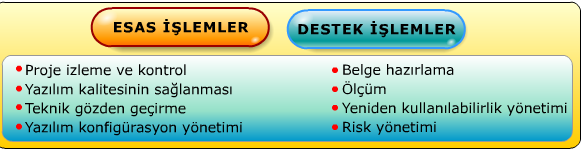 ESAS İŞLEMLER
DESTEK İŞLEMLER
Proje izleme ve kontrol
Yazılım kalitesinin sağlanması
Teknik gözden geçirme
Yazılım konfigürasyon yönetimi
Belge hazırlama
Ölçüm
Yeniden kullanılabilirlik yönetimi
Risk yönetimi